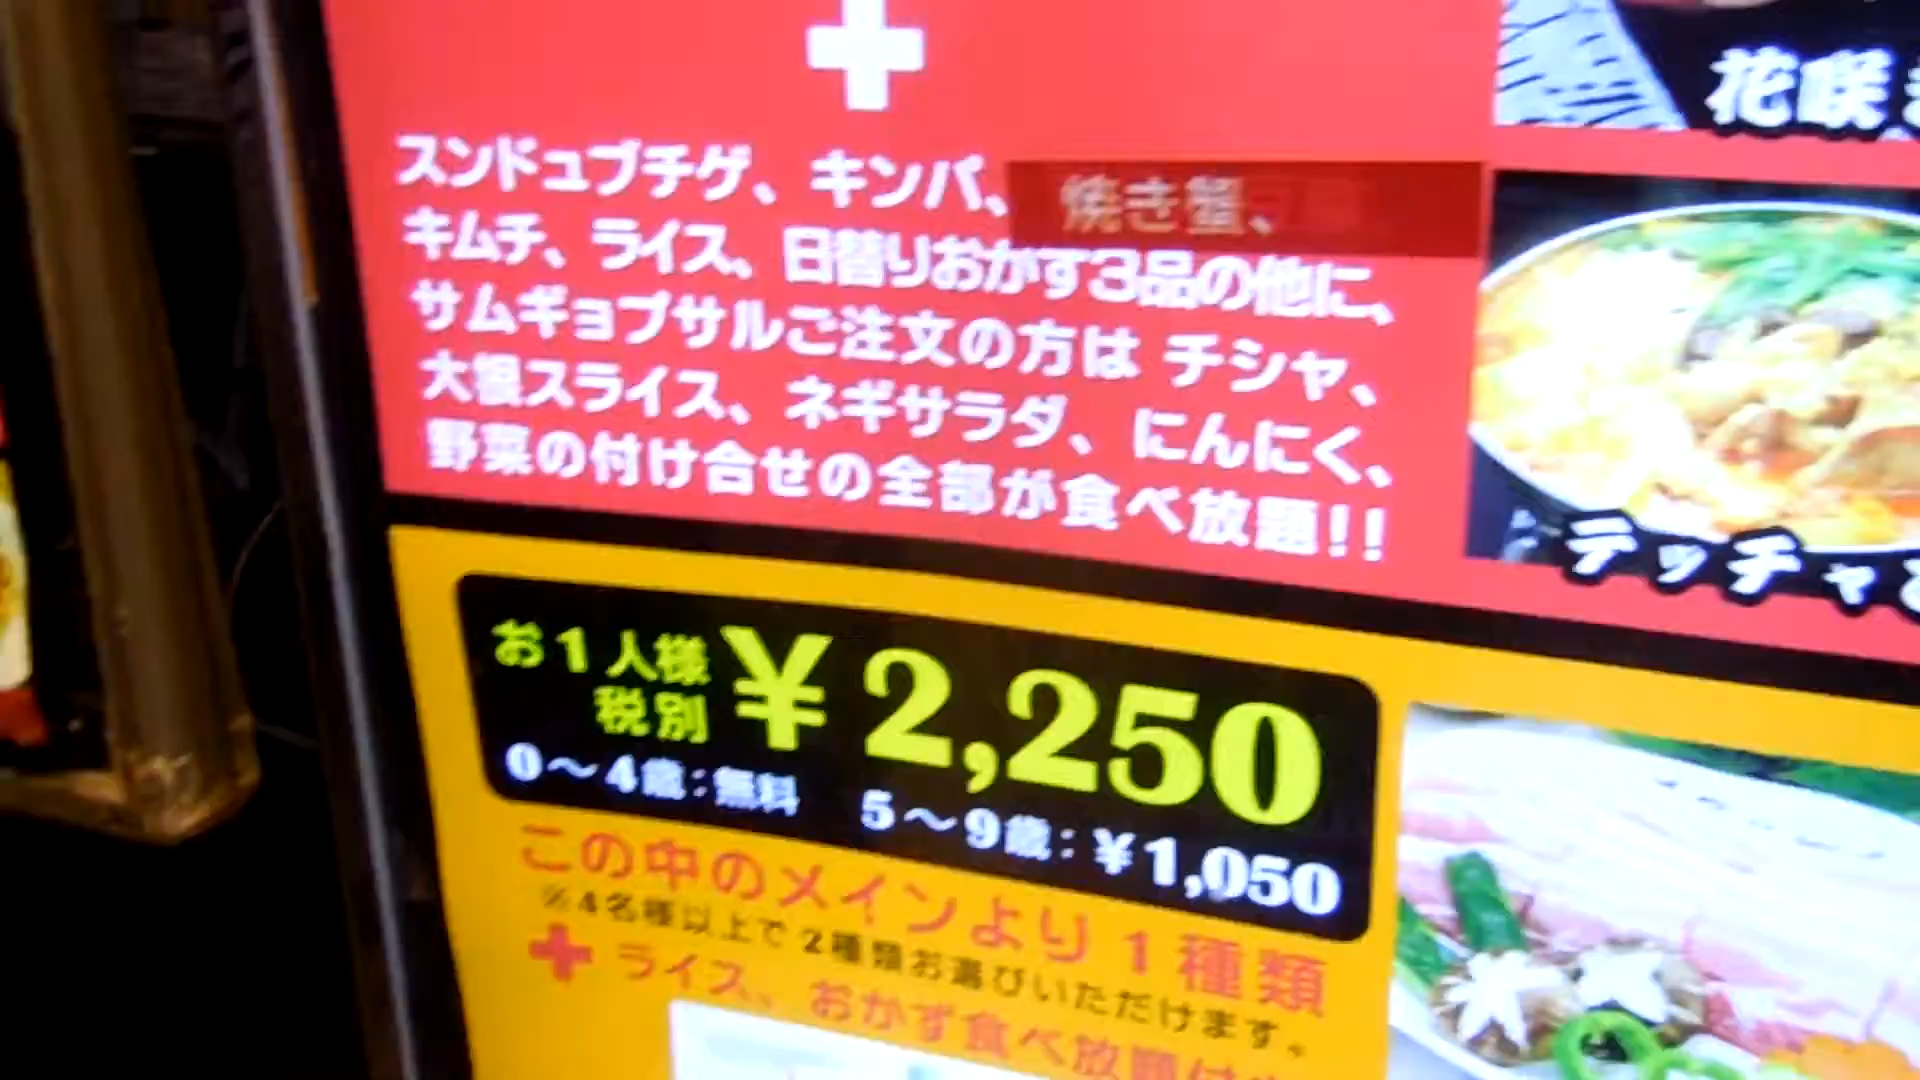 花咲
スンドュブチゲ、キンパ、焼き蟹、
キムチ、ライス、日替りおかず3品の他に、
サムギョプサルご注文の方は チシャ、
大根スライス、ネギサラダ、にんにく、
野菜の付け合せの全部が食べ放題!!
テッチャ
お1人様
税別
¥2,250
0～4歳:無料 5～9歳:¥1,050
この中のメインより1種類
※4名様以上で2種類お選びいただけます。
ライス、おかず食べ放題